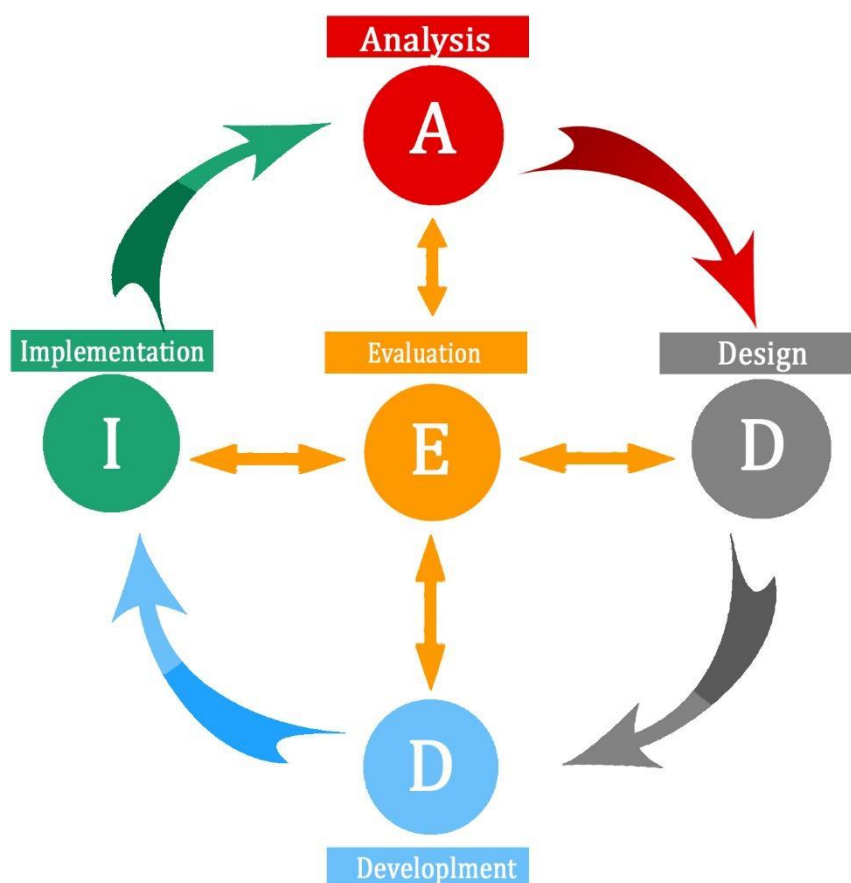 Analysis
A
Implementation
Evaluation
Design
I
E
D
D
Developlment